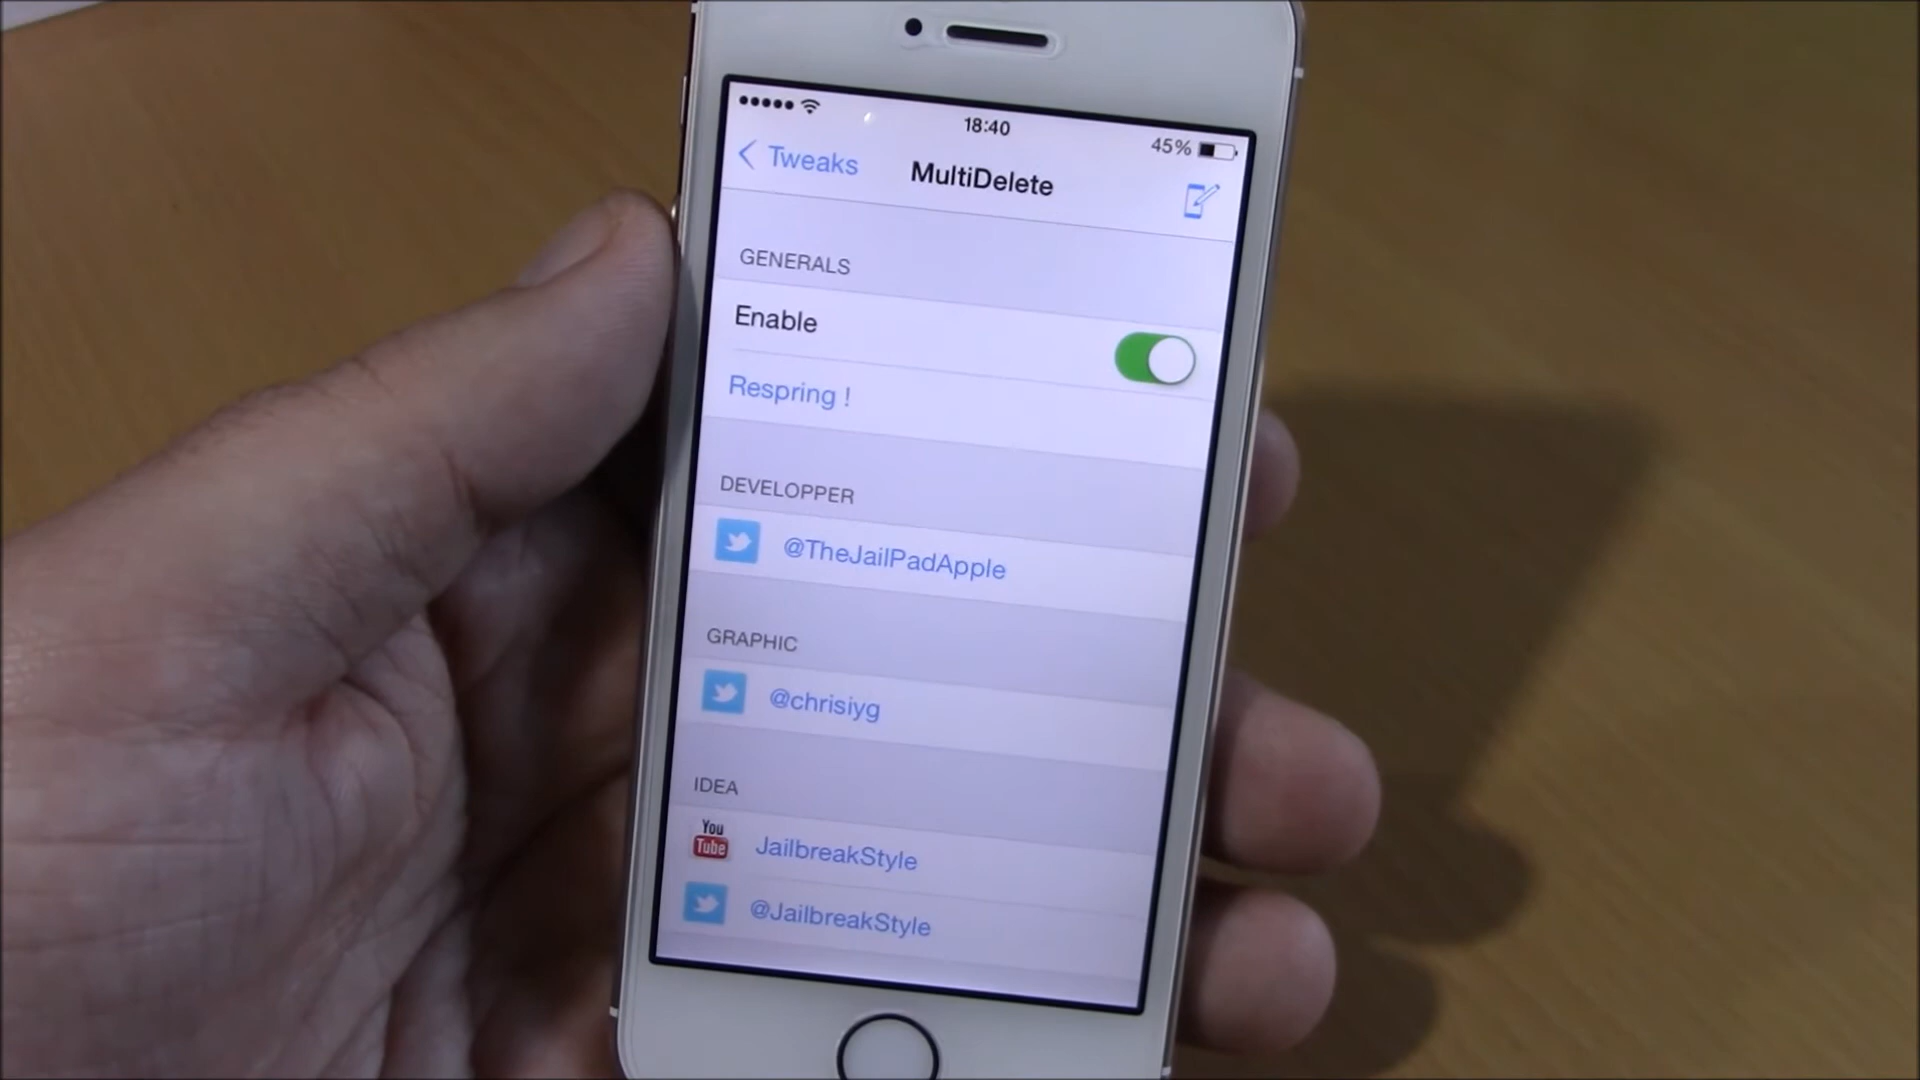 18:40
45%
Tweaks
MultiDelete
GENERALS
Enable
Respring !
DEVELOPPER
@TheJailPadApple
GRAPHIC
@chrisiyg
IDEA
You
Tube
JailbreakStyle
@JailbreakStyle